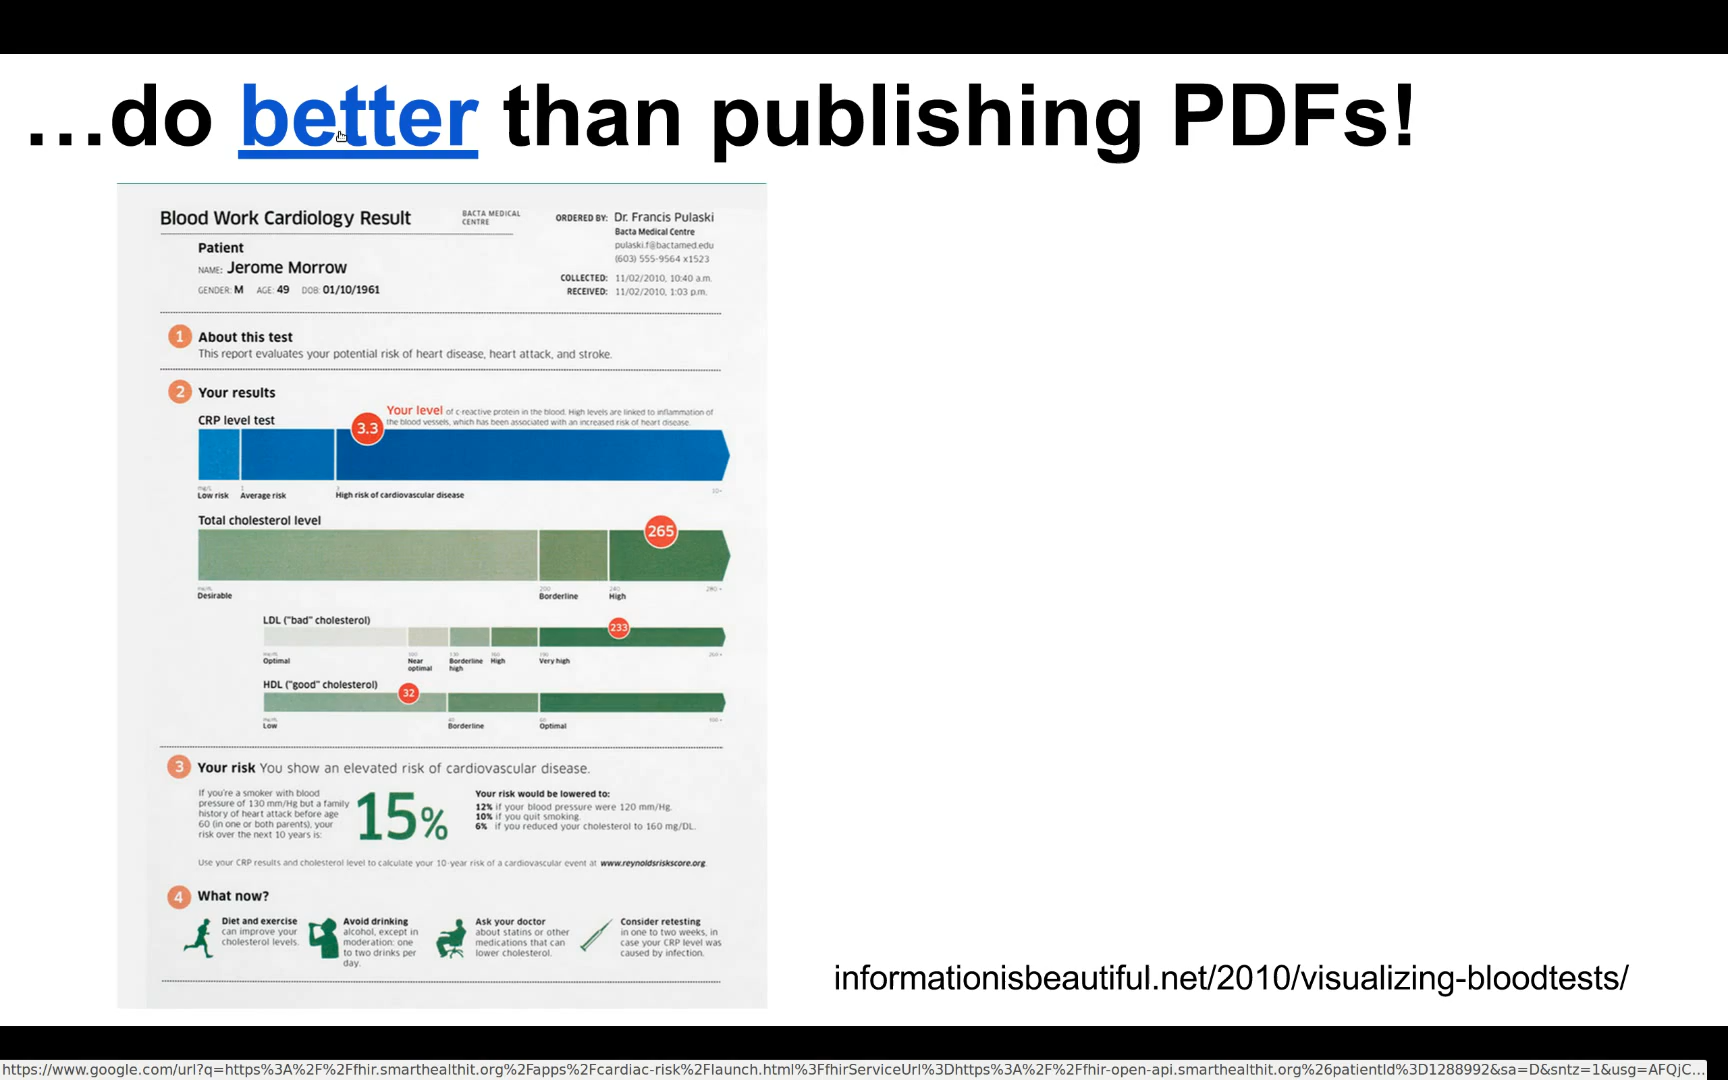 ...do better than publishing PDFs!
Blood Work Cardiology Result
BACTA MEDICAL
CENTRE
ORDERED BY: Dr. Francis Pulaski
Bacta Medical Centre
pulaski.f@bactamed.edu
(603) 555-9564 x1523
Patient
NAME: Jerome Morrow
GENDER: M AGE: 49 DOB: 01/10/1961
COLLECTED: 11/02/2010, 10:40 a.m.
RECEIVED: 11/02/2010, 1:03 p.m.
1 About this test
This report evaluates your potential risk of heart disease, heart attack, and stroke.
2 Your results
CRP level test
Your level of c-reactive protein in the blood. High levels are linked to inflammation of
the blood vessels, which has been associated with an increased risk of heart disease.
3.3
mg/L
1
10+
Low risk Average risk High risk of cardiovascular disease
Total cholesterol level
265
200 240 280+
Desirable Borderline High
LDL ("bad" cholesterol)
233
Optimal Near optimal Borderline high High Very high
HDL ("good" cholesterol)
32
Low Borderline Optimal
3 Your risk You show an elevated risk of cardiovascular disease.
If you're a smoker with blood
pressure of 130 mm/Hg but a family
history of heart attack before age
60 (in one or both parents), your
risk over the next 10 years is:
15%
Your risk would be lowered to:
12% if your blood pressure were 120 mm/Hg.
10% if you quit smoking.
6% if you reduced your cholesterol to 160 mg/DL.
Use your CRP results and cholesterol level to calculate your 10-year risk of a cardiovascular event at www.reynoldsriskscore.org.
4 What now?
Diet and exercise
can improve your
cholesterol levels.
Avoid drinking
alcohol, except in
moderation: one
to two drinks per
day.
Ask your doctor
about statins or other
medications that can
lower cholesterol.
Consider retesting
in one to two weeks, in
case your CRP level was
caused by infection.
informationisbeautiful.net/2010/visualizing-bloodtests/
https://www.google.com/url?q=https%3A%2F%2Ffhir.smarthealthit.org%2Fapps%2Fcardiac-risk%2Flaunch.html%3FfhirServiceUrl%3Dhttps%3A%2F%2Ffhir-open-api.smarthealthit.org%26patientId%3D1288992&sa=D&sntz=1&usg=AFQjC...